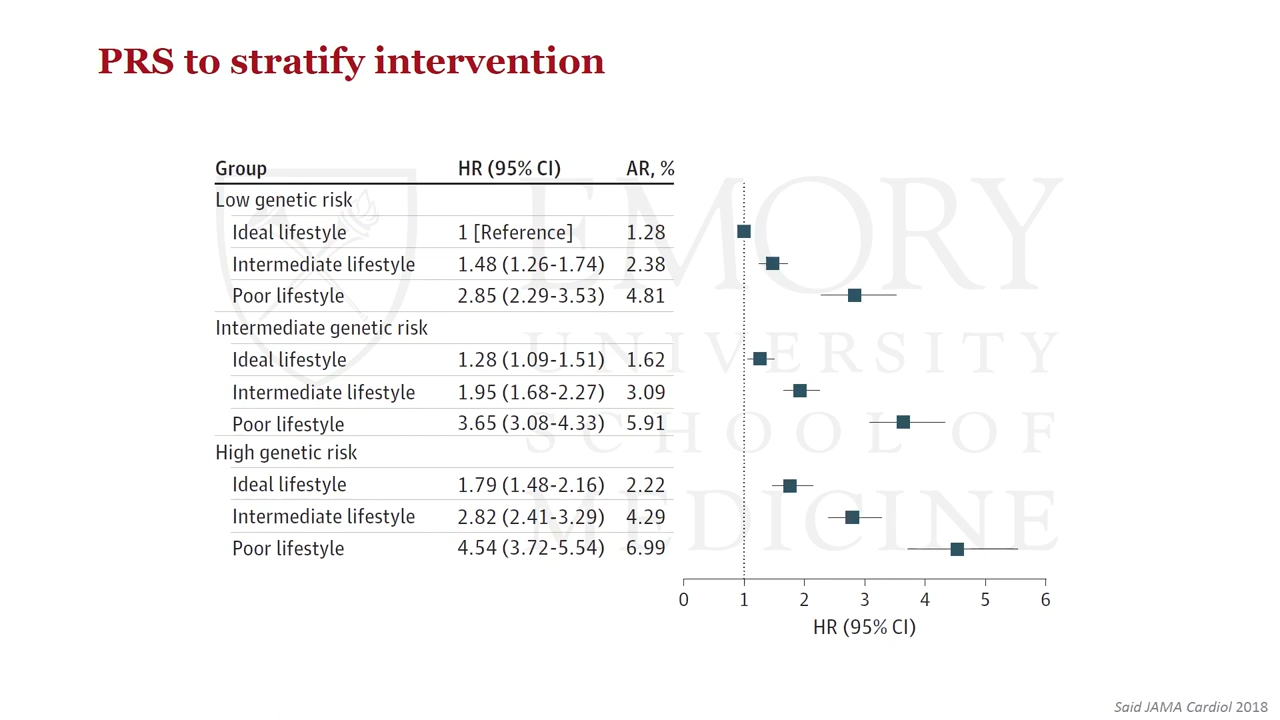 PRS to stratify intervention
Group HR (95% CI) AR, %
Low genetic risk
Ideal lifestyle 1 [Reference] 1.28
Intermediate lifestyle 1.48 (1.26-1.74) 2.38
Poor lifestyle 2.85 (2.29-3.53) 4.81
Intermediate genetic risk
Ideal lifestyle 1.28 (1.09-1.51) 1.62
Intermediate lifestyle 1.95 (1.68-2.27) 3.09
Poor lifestyle 3.65 (3.08-4.33) 5.91
High genetic risk
Ideal lifestyle 1.79 (1.48-2.16) 2.22
Intermediate lifestyle 2.82 (2.41-3.29) 4.29
Poor lifestyle 4.54 (3.72-5.54) 6.99
0 1 2 3 4 5 6
HR (95% CI)
EMORY
UNIVERSITY
SCHOOL OF
MEDICINE
Said JAMA Cardiol 2018